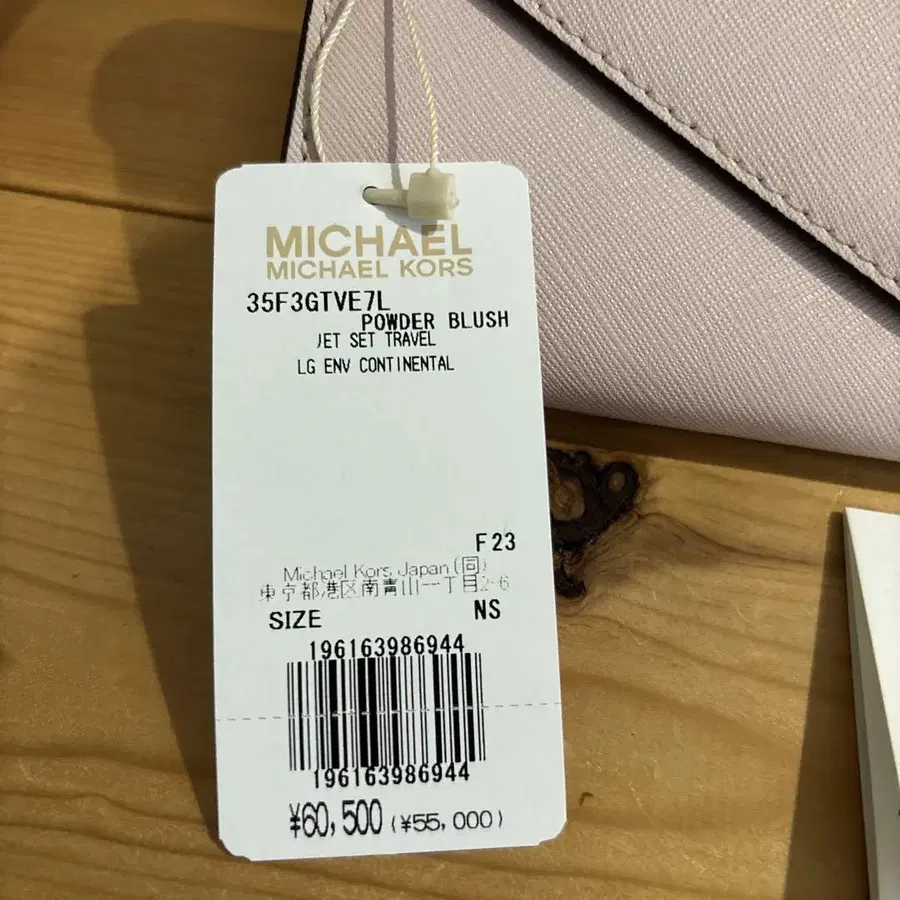 MICHAEL
MICHAEL KORS
35F3GTVE7L
POWDER BLUSH
JET SET TRAVEL
LG ENV CONTINENTAL
F23
Michael Kors Japan (同)
東京都港区南青山一丁目2-6
SIZE NS
196163986944
196163986944
¥60,500 (¥55,000)